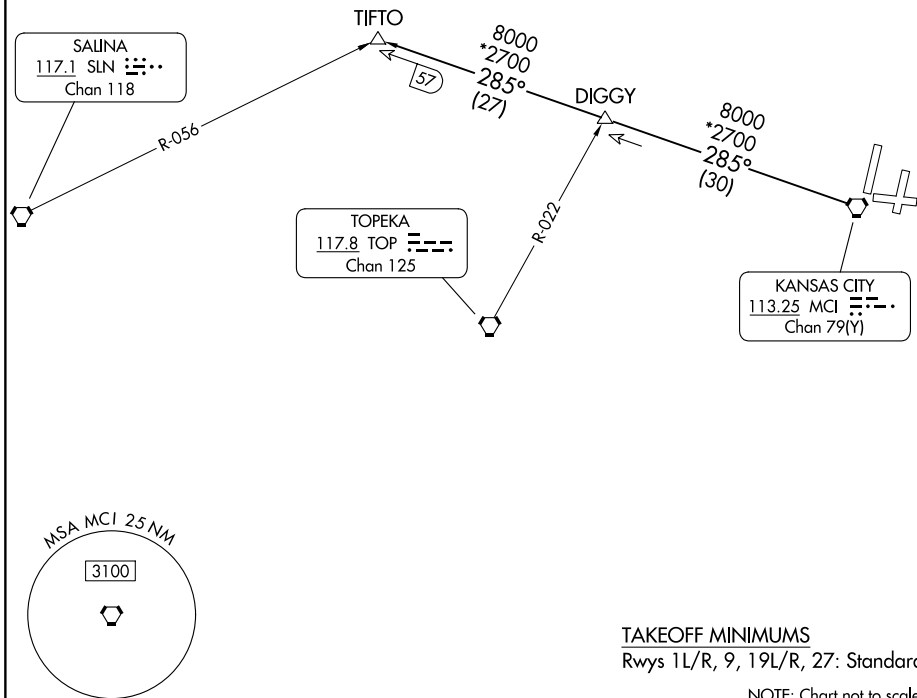 TIFTO
SALINA
117.1 SLN
Chan 118
R-056
57
8000
*2700
285°
(27)
DIGGY
8000
*2700
285°
(30)
R-022
TOPEKA
117.8 TOP
Chan 125
KANSAS CITY
113.25 MCI
Chan 79(Y)
MSA MCI 25 NM
3100
TAKEOFF MINIMUMS
Rwys 1L/R, 9, 19L/R, 27: Standard
NOTE: Chart not to scale